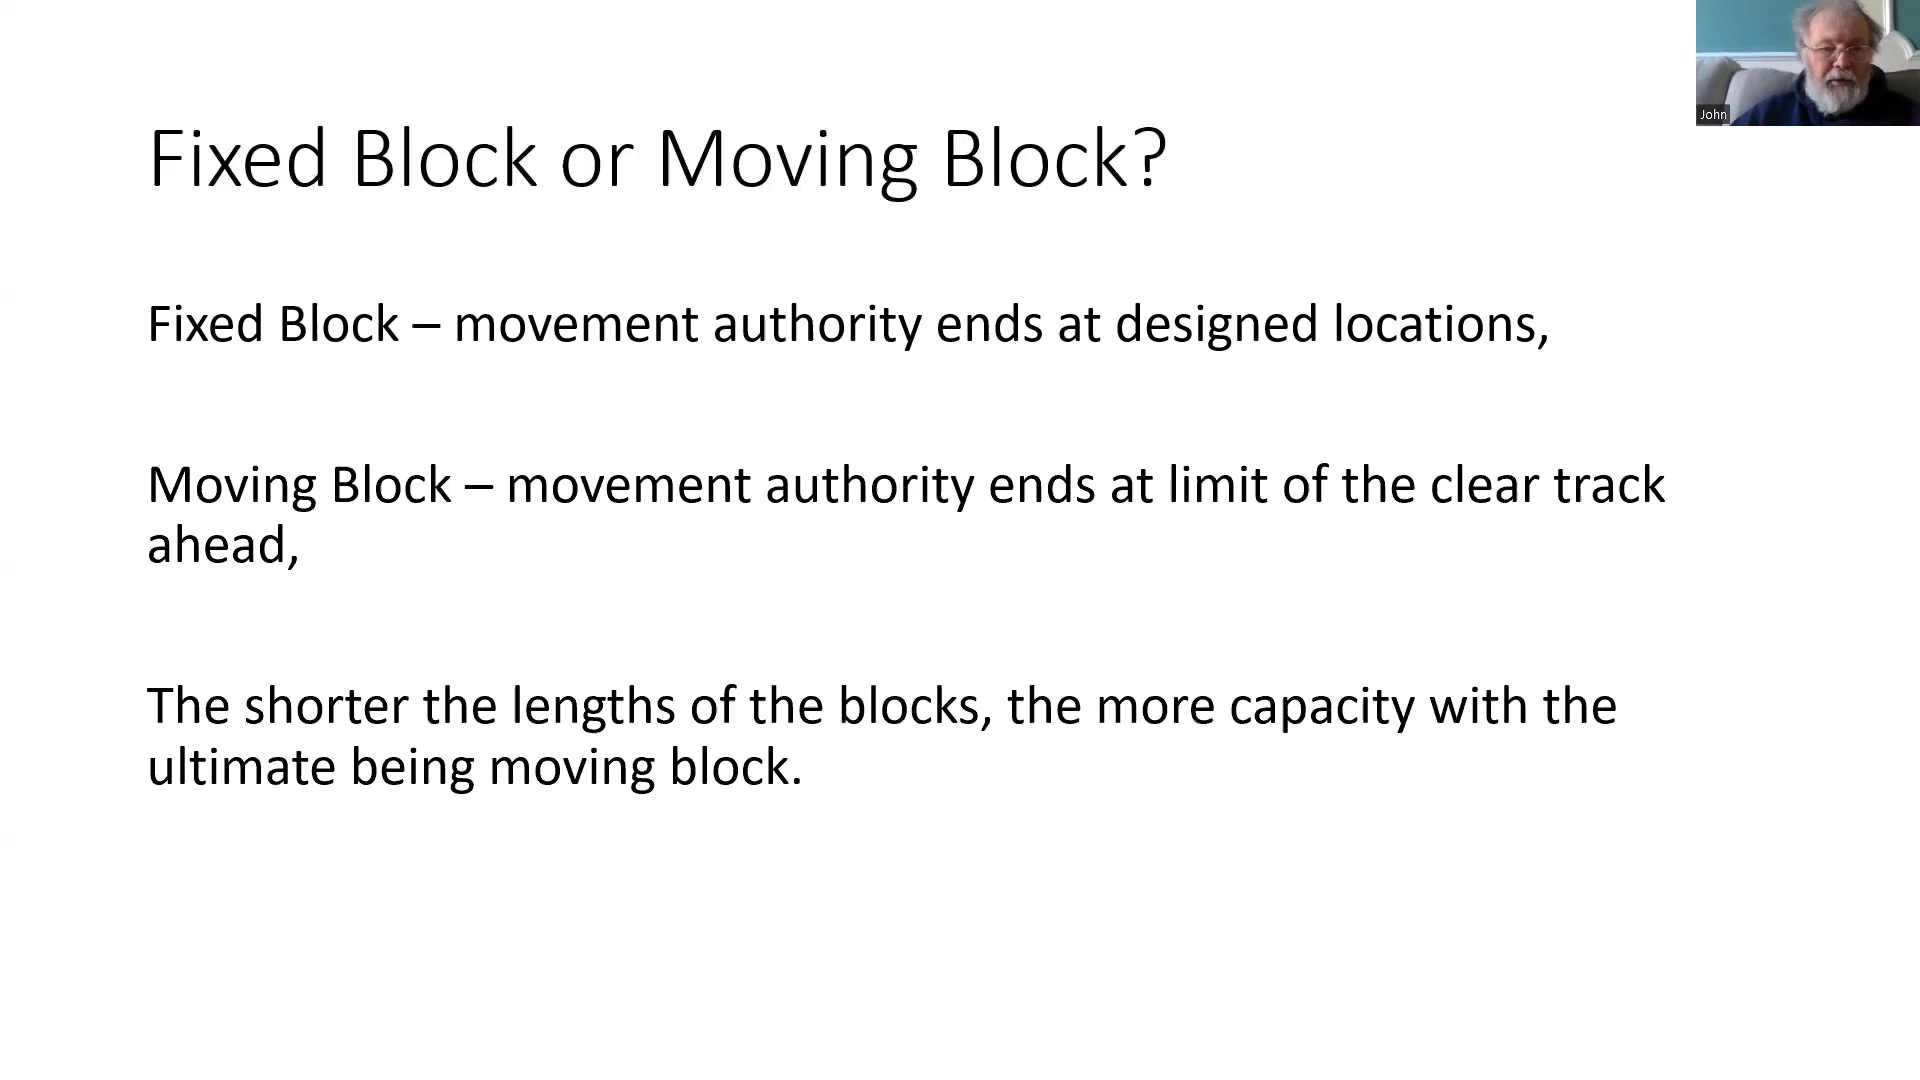 John
Fixed Block or Moving Block?
Fixed Block – movement authority ends at designed locations,
Moving Block – movement authority ends at limit of the clear track
ahead,
The shorter the lengths of the blocks, the more capacity with the
ultimate being moving block.